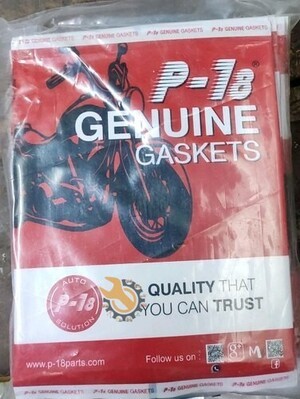 P-18 GENUINE GASKETS
P-18®
GENUINE
GASKETS
AUTO
P-18
SOLUTION
QUALITY THAT
YOU CAN TRUST
www.p-18parts.com
Follow us on :
P-18 GENUINE GASKETS